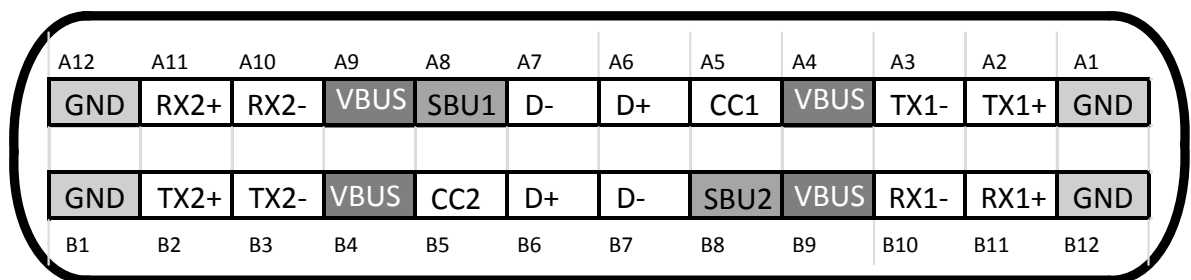 A12 A11 A10 A9 A8 A7 A6 A5 A4 A3 A2 A1
GND RX2+ RX2- VBUS SBU1 D- D+ CC1 VBUS TX1- TX1+ GND
GND TX2+ TX2- VBUS CC2 D+ D- SBU2 VBUS RX1- RX1+ GND
B1 B2 B3 B4 B5 B6 B7 B8 B9 B10 B11 B12